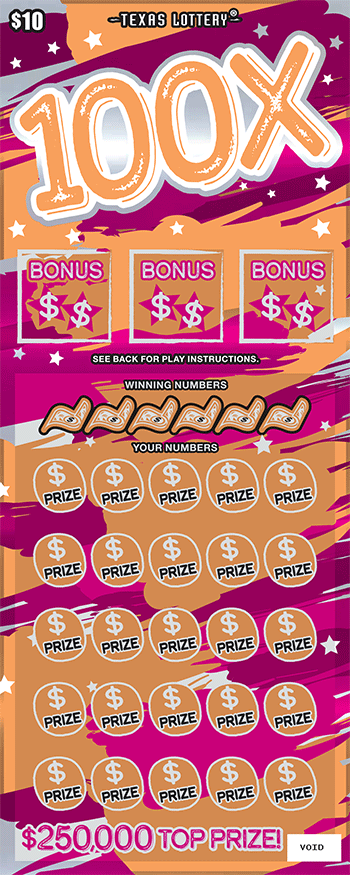 $10
TEXAS LOTTERY®
100X
BONUS BONUS BONUS
$ $ $ $ $ $
SEE BACK FOR PLAY INSTRUCTIONS.
WINNING NUMBERS
YOUR NUMBERS
$ $ $ $ $
PRIZE PRIZE PRIZE PRIZE PRIZE
$ $ $ $ $
PRIZE PRIZE PRIZE PRIZE PRIZE
$ $ $ $ $
PRIZE PRIZE PRIZE PRIZE PRIZE
$ $ $ $ $
PRIZE PRIZE PRIZE PRIZE PRIZE
$ $ $ $ $
PRIZE PRIZE PRIZE PRIZE PRIZE
$250,000 TOP PRIZE!
VOID